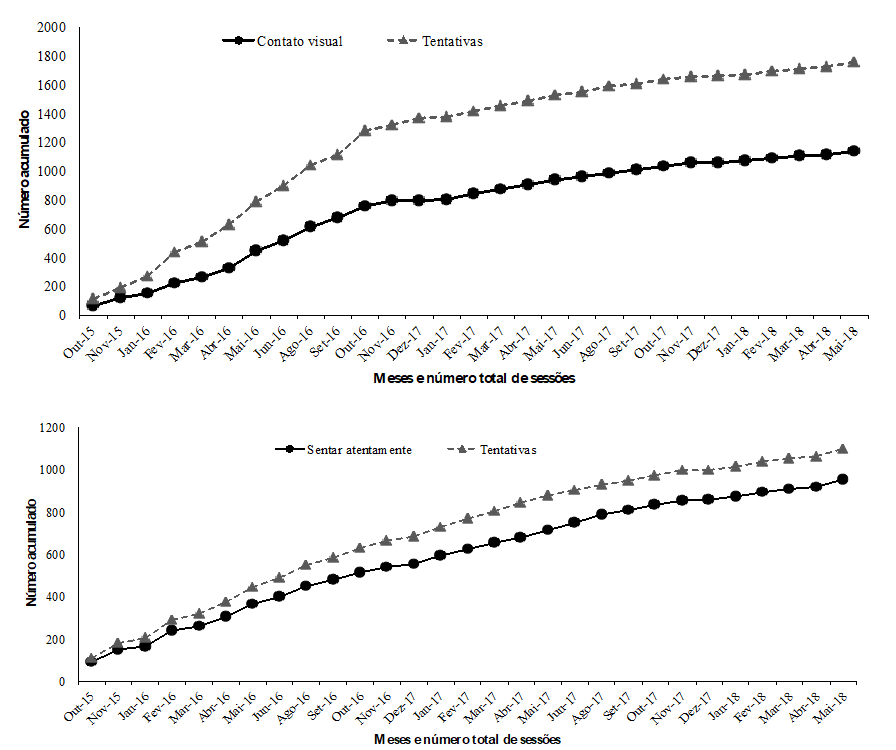 2000
1800
1600
1400
1200
1000
800
600
400
200
0
Número acumulado
Contato visual
Tentativas
Out-15 Nov-15 Jan-16 Fev-16 Mar-16 Abr-16 Mai-16 Jun-16 Ago-16 Set-16 Out-16 Nov-16 Dez-17 Jan-17 Fev-17 Mar-17 Abr-17 Mai-17 Jun-17 Ago-17 Set-17 Out-17 Nov-17 Dez-17 Jan-18 Fev-18 Mar-18 Abr-18 Mai-18
Meses e número total de sessões
1200
1000
800
600
400
200
0
Número acumulado
Sentar atentamente
Tentativas
Out-15 Nov-15 Jan-16 Fev-16 Mar-16 Abr-16 Mai-16 Jun-16 Ago-16 Set-16 Out-16 Nov-16 Dez-17 Jan-17 Fev-17 Mar-17 Abr-17 Mai-17 Jun-17 Ago-17 Set-17 Out-17 Nov-17 Dez-17 Jan-18 Fev-18 Mar-18 Abr-18 Mai-18
Meses e número total de sessões